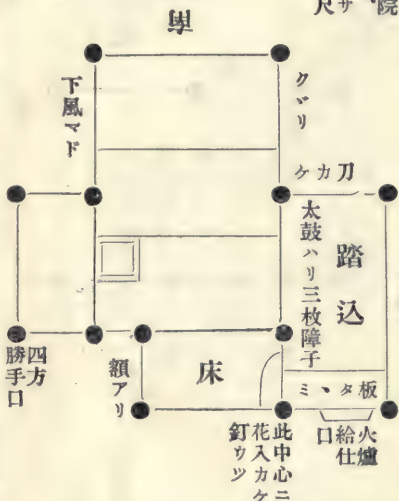 院
サ
尺
クヾリ
刀カケ
踏込
太鼓ハリ三枚障子
板タヽミ
火爐
給仕
口
此中心ニ
花入カケ
釘ウツ
床
額アリ
下風マド
四方
勝手口